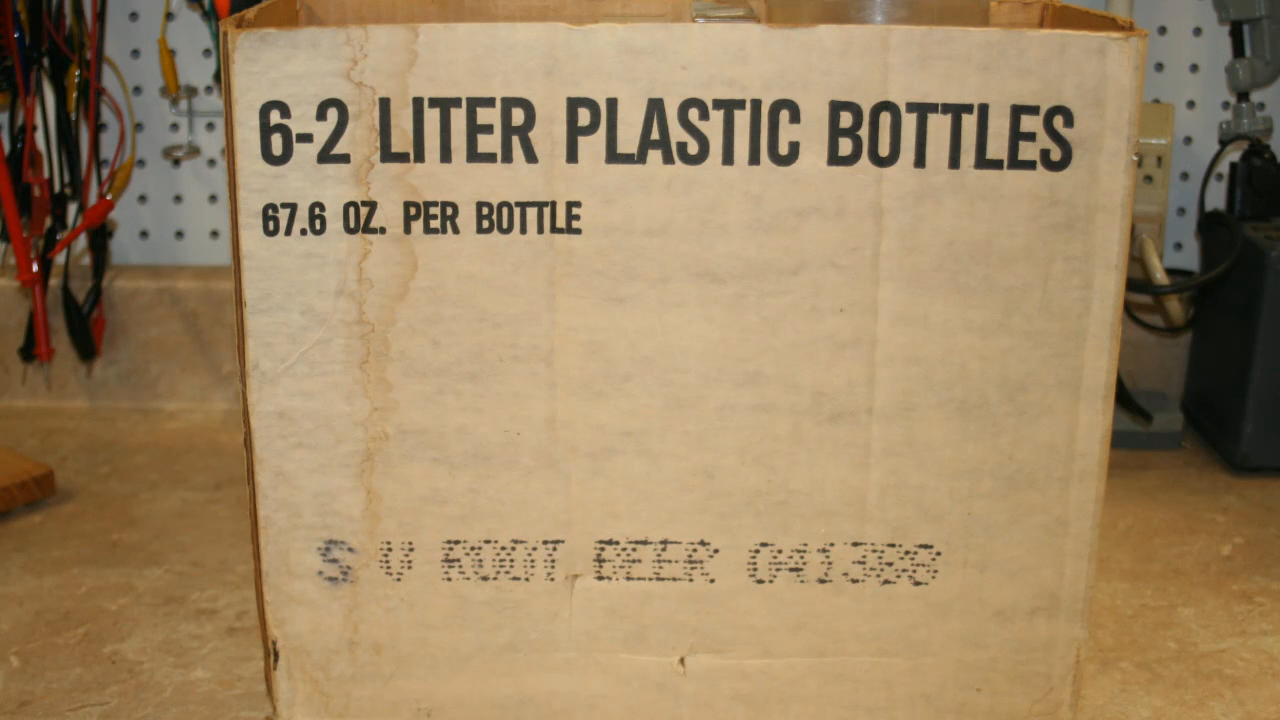 6-2 LITER PLASTIC BOTTLES
67.6 OZ. PER BOTTLE
S V ROOT BEER